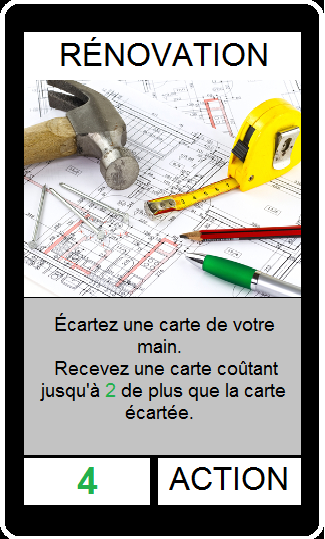 RÉNOVATION
Écartez une carte de votre
main.
Recevez une carte coûtant
jusqu'à 2 de plus que la carte
écartée.
4
ACTION